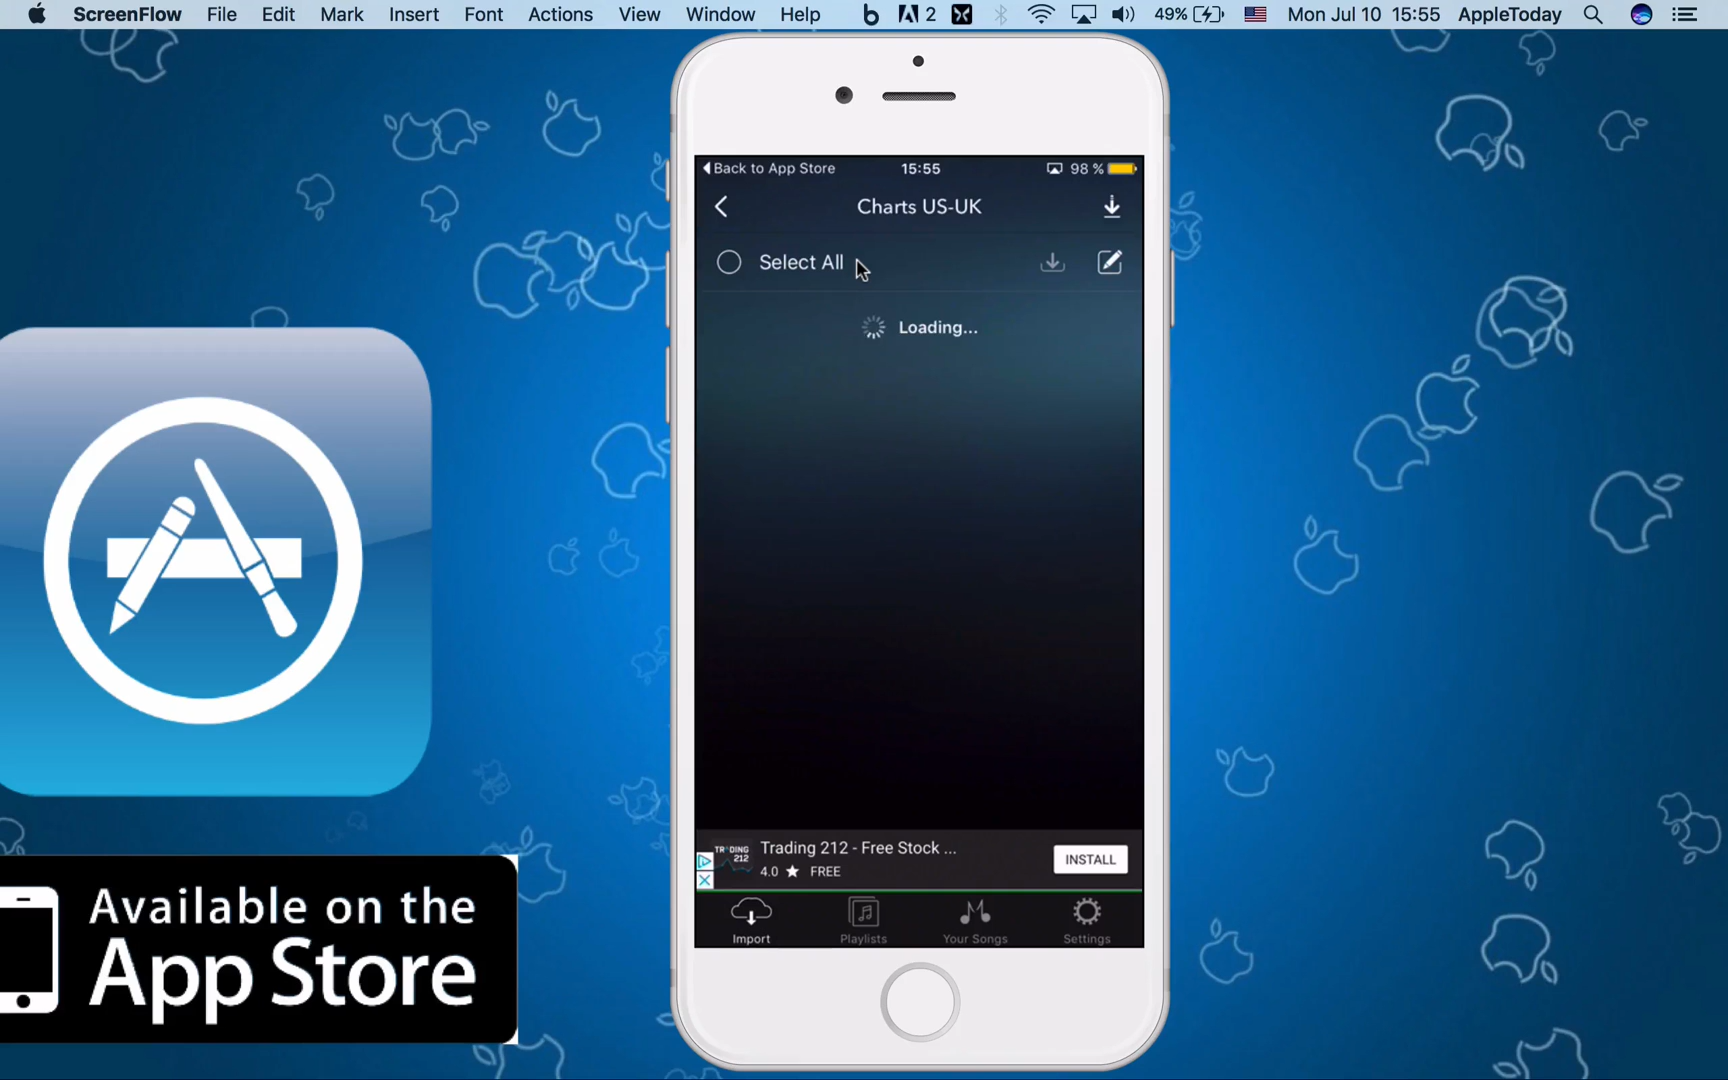 ScreenFlow File Edit Mark Insert Font Actions View Window Help 2 49% Mon Jul 10 15:55 AppleToday
Back to App Store 15:55 98 %
Charts US-UK
Select All
Loading...
TRADING
212
Trading 212 - Free Stock ...
4.0 ★ FREE
INSTALL
Import Playlists Your Songs Settings
Available on the
App Store